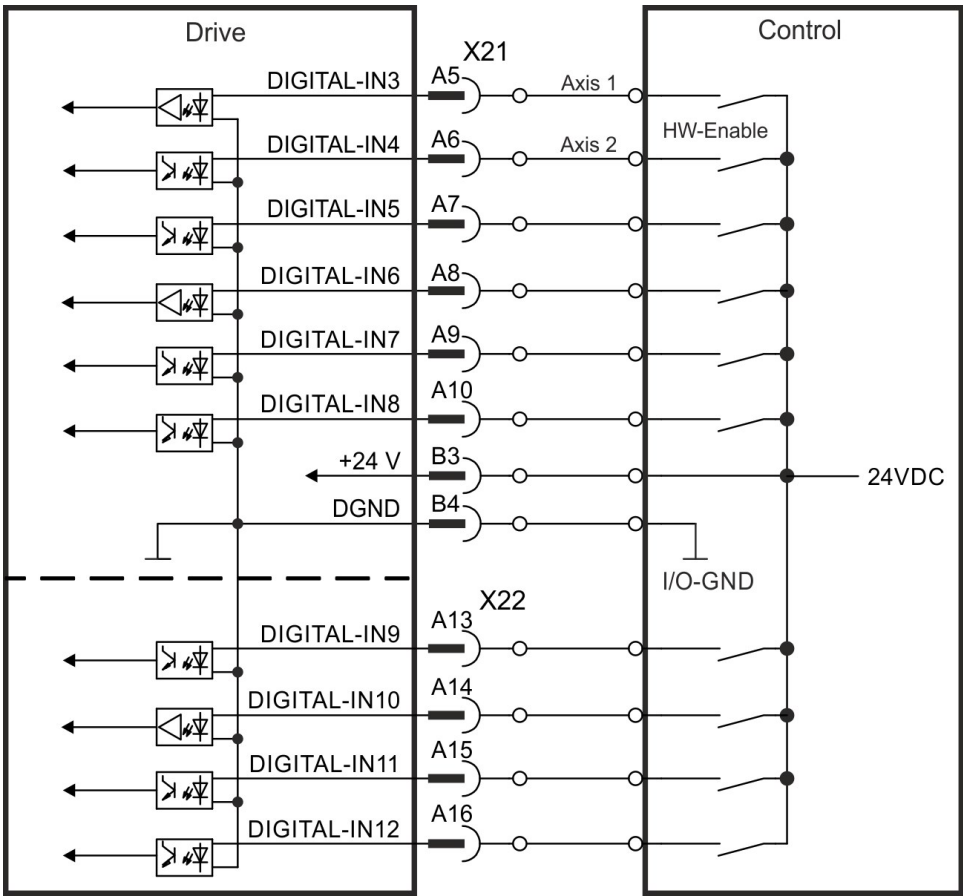 Drive
Control
X21
DIGITAL-IN3 A5 Axis 1
HW-Enable
DIGITAL-IN4 A6 Axis 2
DIGITAL-IN5 A7
DIGITAL-IN6 A8
DIGITAL-IN7 A9
DIGITAL-IN8 A10
+24 V B3 24VDC
DGND B4
I/O-GND
X22
DIGITAL-IN9 A13
DIGITAL-IN10 A14
DIGITAL-IN11 A15
DIGITAL-IN12 A16